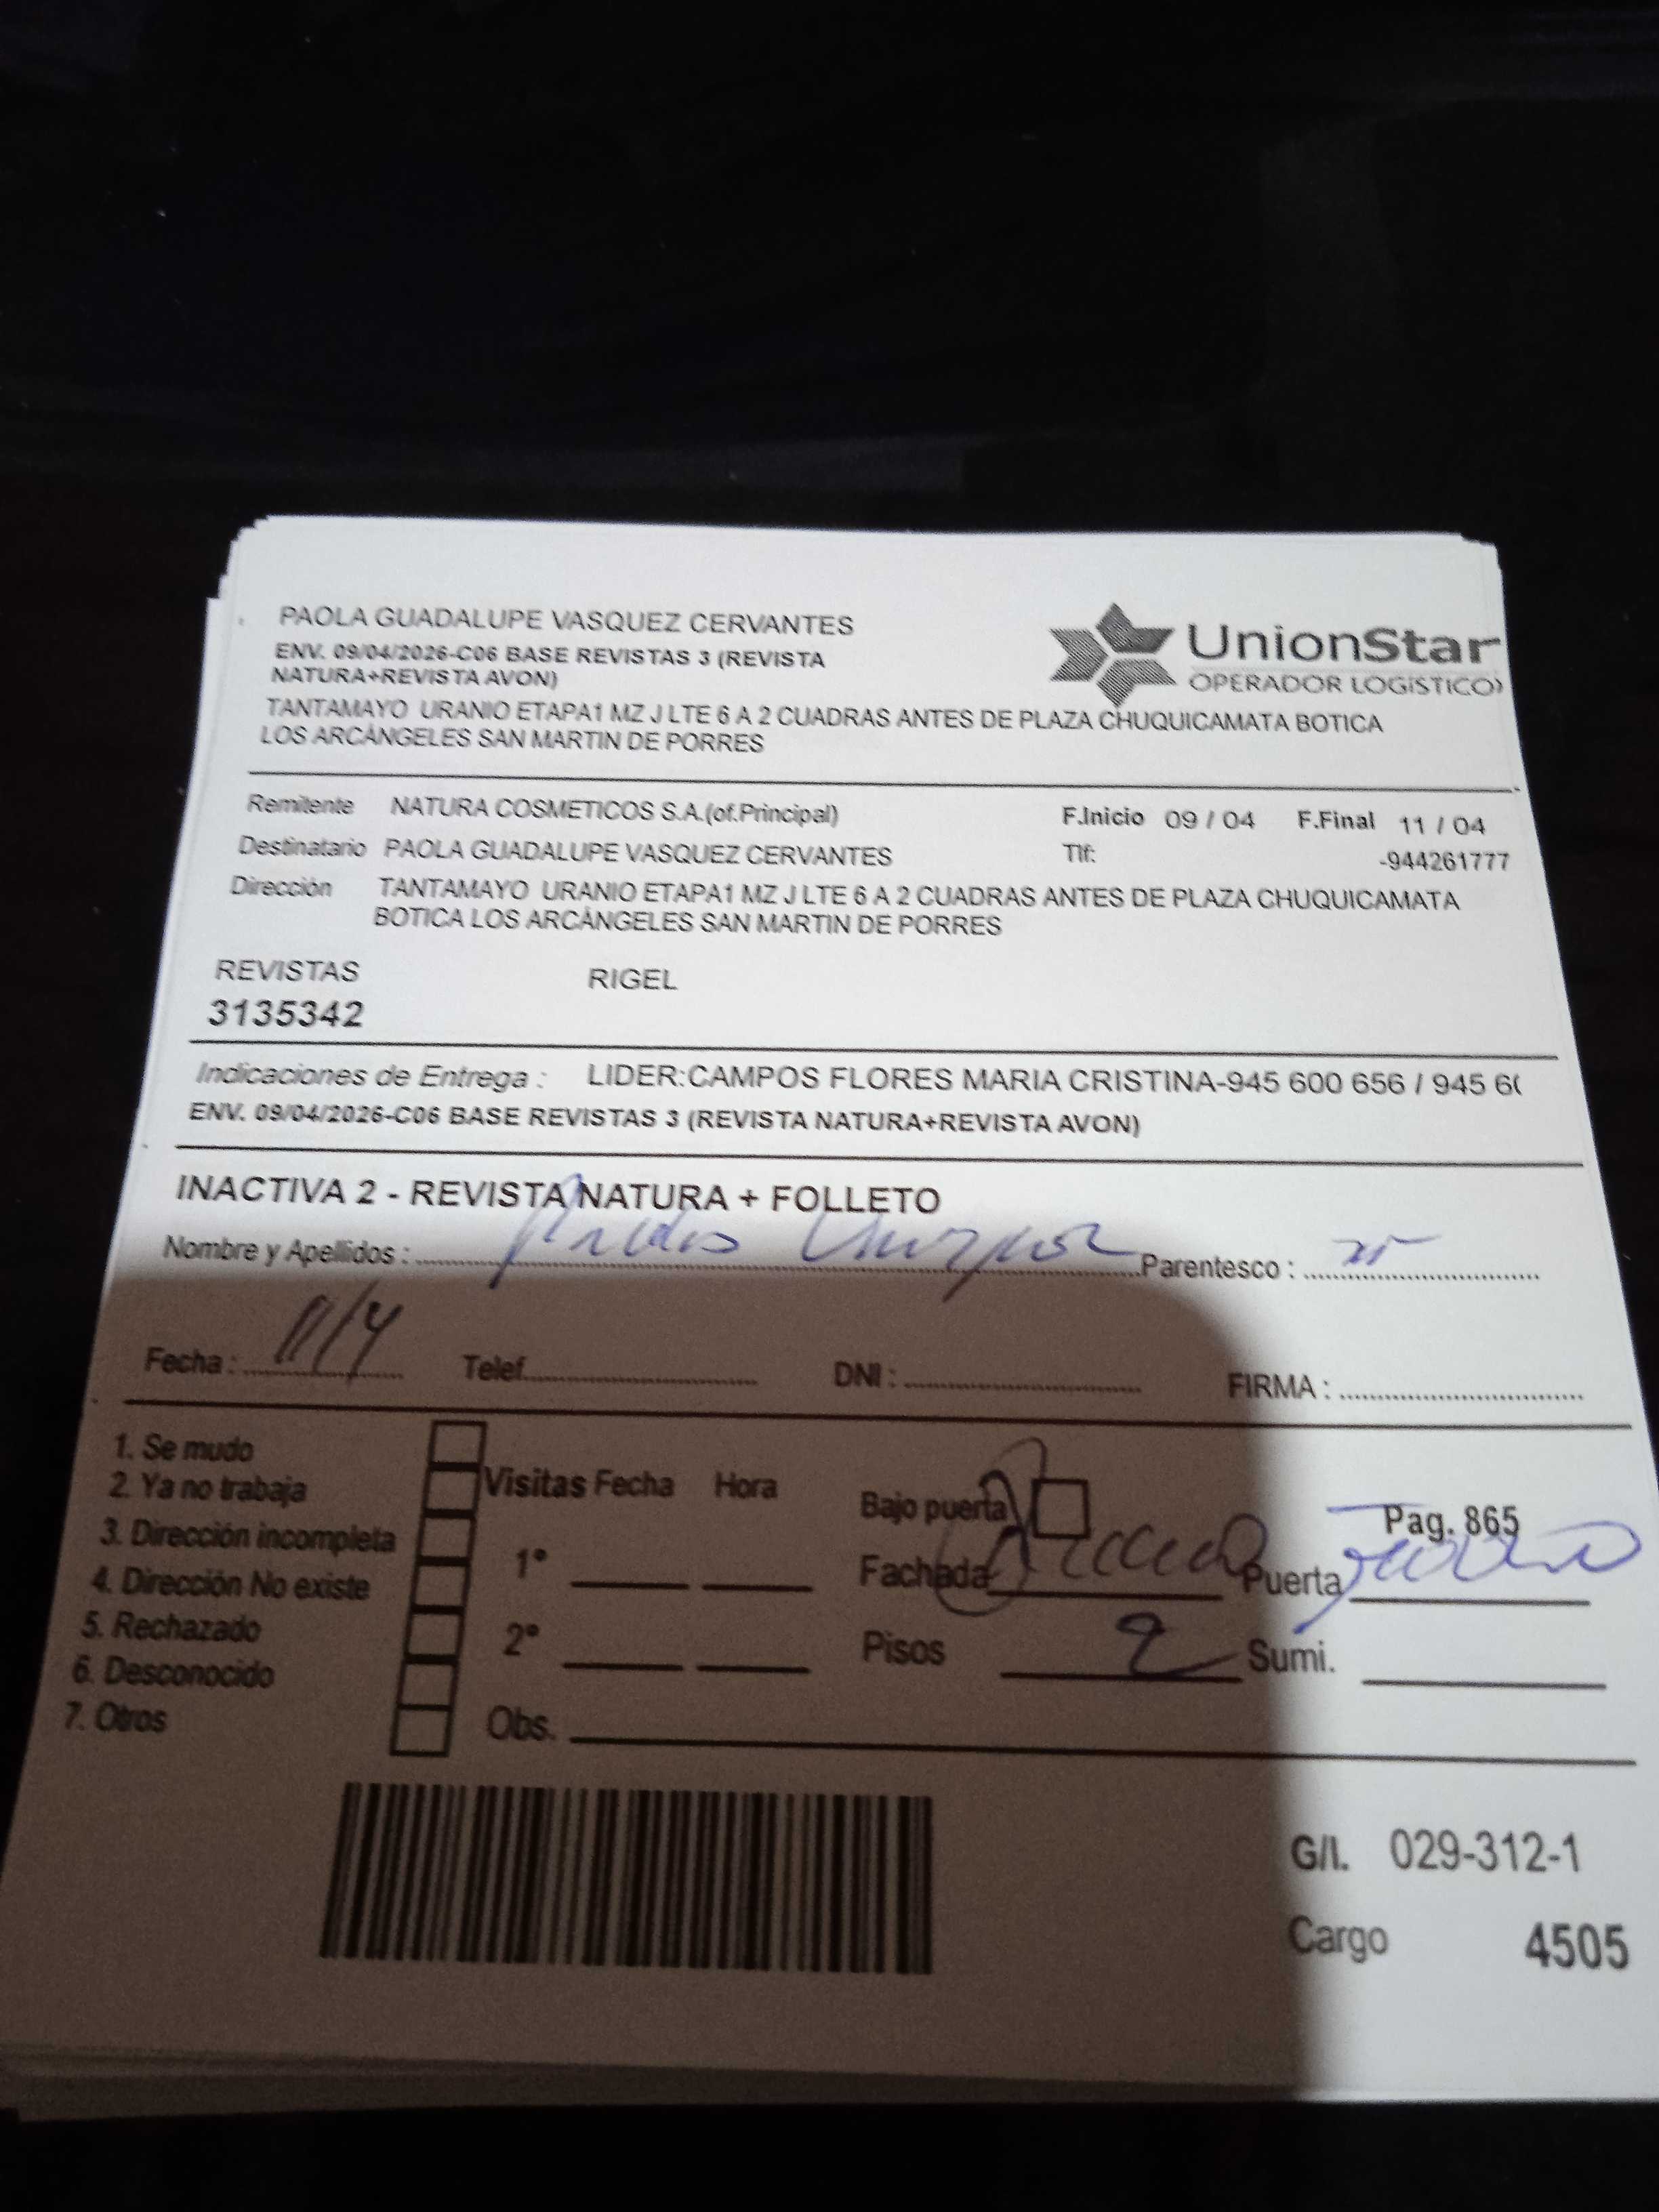 PAOLA GUADALUPE VASQUEZ CERVANTES
ENV. 09/04/2026-C06 BASE REVISTAS 3 (REVISTA
NATURA+REVISTA AVON)
UnionStar
OPERADOR LOGÍSTICO
TANTAMAYO URANIO ETAPA1 MZ J LTE 6 A 2 CUADRAS ANTES DE PLAZA CHUQUICAMATA BOTICA
LOS ARCÁNGELES SAN MARTIN DE PORRES
Remitente NATURA COSMETICOS S.A.(of.Principal) F.Inicio 09 / 04 F.Final 11 / 04
Destinatario PAOLA GUADALUPE VASQUEZ CERVANTES Tlf: -944261777
Dirección TANTAMAYO URANIO ETAPA1 MZ J LTE 6 A 2 CUADRAS ANTES DE PLAZA CHUQUICAMATA
BOTICA LOS ARCÁNGELES SAN MARTIN DE PORRES
REVISTAS RIGEL
3135342
Indicaciones de Entrega : LIDER:CAMPOS FLORES MARIA CRISTINA-945 600 656 / 945 60
ENV. 09/04/2026-C06 BASE REVISTAS 3 (REVISTA NATURA+REVISTA AVON)
INACTIVA 2 - REVISTA NATURA + FOLLETO
Nombre y Apellidos : Parentesco :
Fecha : 11/4 Telef. DNI : FIRMA :
1. Se mudo
2. Ya no trabaja
3. Dirección incompleta
4. Dirección No existe
5. Rechazado
6. Desconocido
7. Otros
Visitas Fecha Hora
1°
2°
Obs.
Bajo puerta Pag. 865
Fachada Puerta
Pisos 2 Sumi.
G/I. 029-312-1
Cargo 4505